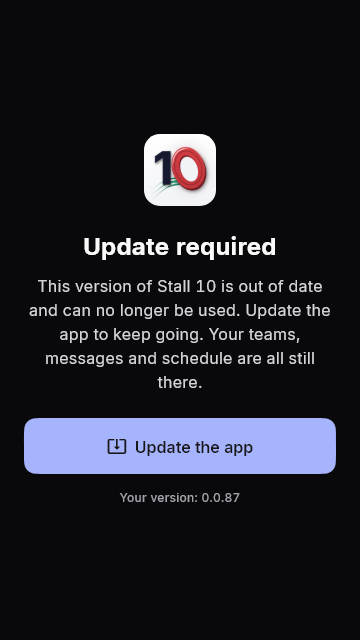 10
Update required
This version of Stall 10 is out of date
and can no longer be used. Update the
app to keep going. Your teams,
messages and schedule are all still
there.
Update the app
Your version: 0.0.87